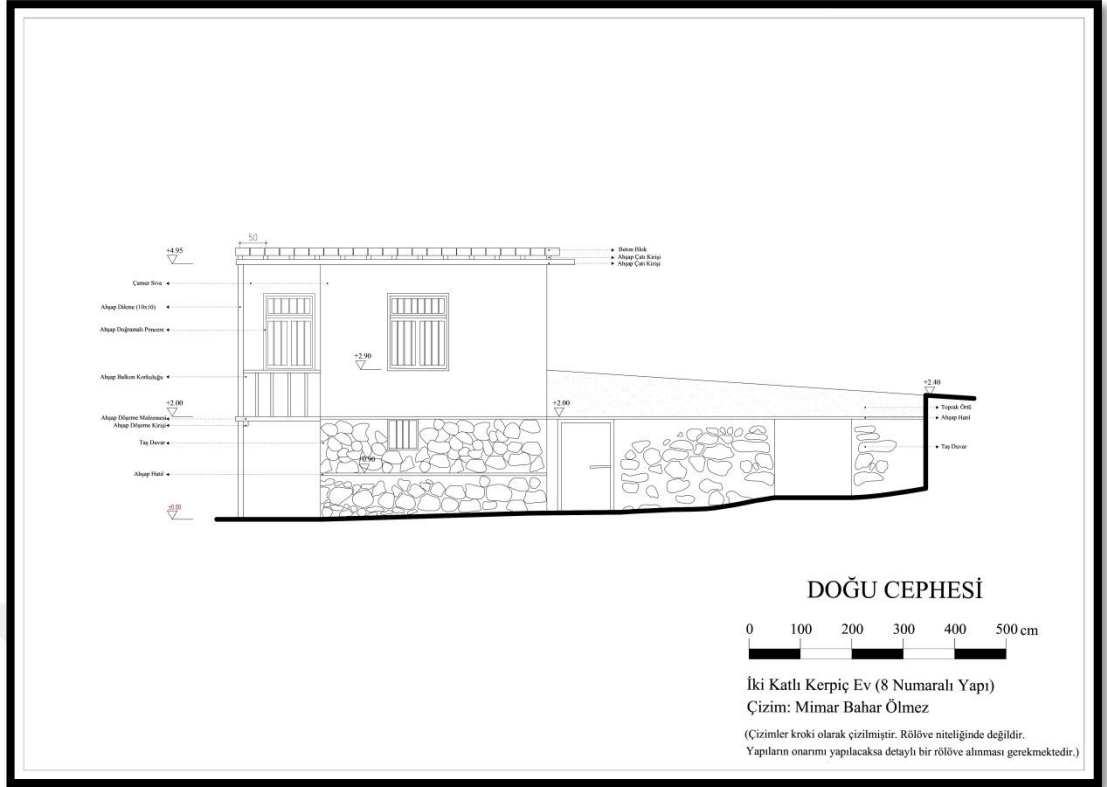 50
+4.95
Beton Blok
Ahşap Çatı Kirişi
Ahşap Çatı Kirişi
Çamur Sıva
Ahşap Dikme (10x10)
Ahşap Doğramalı Pencere
+2.90
Ahşap Balkon Korkuluğu
+2.40
+2.00
+2.00
Toprak Örtü
Ahşap Döşeme Malzemesi
Ahşap Hatıl
Ahşap Döşeme Kirişi
Taş Duvar
Taş Duvar
+0.90
Ahşap Hatıl
±0.00
DOĞU CEPHESİ
0 100 200 300 400 500 cm
İki Katlı Kerpiç Ev (8 Numaralı Yapı)
Çizim: Mimar Bahar Ölmez
(Çizimler kroki olarak çizilmiştir. Rölöve niteliğinde değildir.
Yapıların onarımı yapılacaksa detaylı bir rölöve alınması gerekmektedir.)